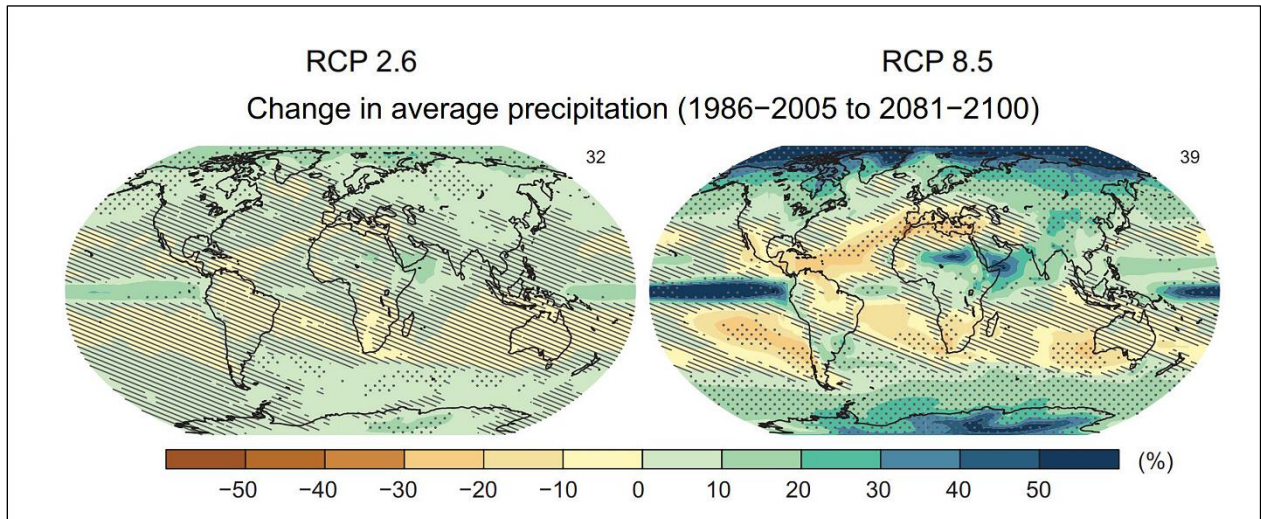 RCP 2.6 RCP 8.5
Change in average precipitation (1986−2005 to 2081−2100)
32 39
(%)
−50 −40 −30 −20 −10 0 10 20 30 40 50